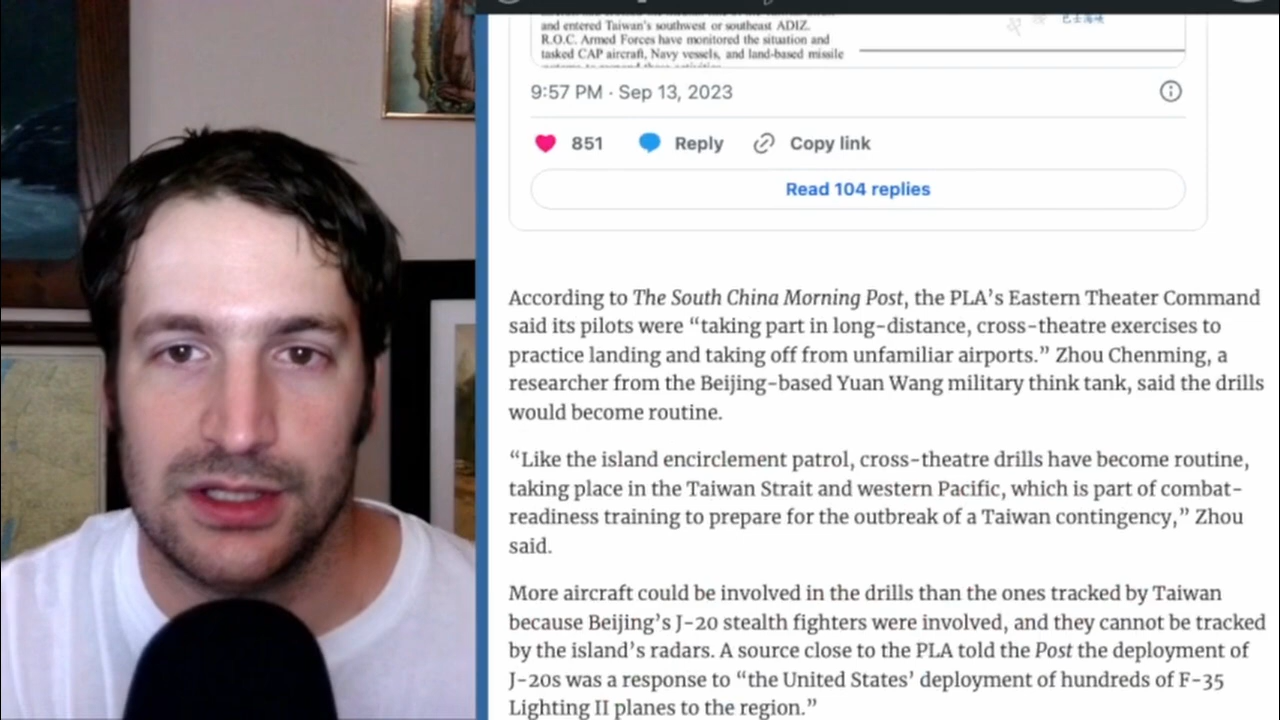 and entered Taiwan's southwest or southeast ADIZ.
R.O.C. Armed Forces have monitored the situation and
tasked CAP aircraft, Navy vessels, and land-based missile
9:57 PM · Sep 13, 2023
851 Reply Copy link
Read 104 replies
According to The South China Morning Post, the PLA’s Eastern Theater Command
said its pilots were “taking part in long-distance, cross-theatre exercises to
practice landing and taking off from unfamiliar airports.” Zhou Chenming, a
researcher from the Beijing-based Yuan Wang military think tank, said the drills
would become routine.
“Like the island encirclement patrol, cross-theatre drills have become routine,
taking place in the Taiwan Strait and western Pacific, which is part of combat-
readiness training to prepare for the outbreak of a Taiwan contingency,” Zhou
said.
More aircraft could be involved in the drills than the ones tracked by Taiwan
because Beijing’s J-20 stealth fighters were involved, and they cannot be tracked
by the island’s radars. A source close to the PLA told the Post the deployment of
J-20s was a response to “the United States’ deployment of hundreds of F-35
Lighting II planes to the region.”